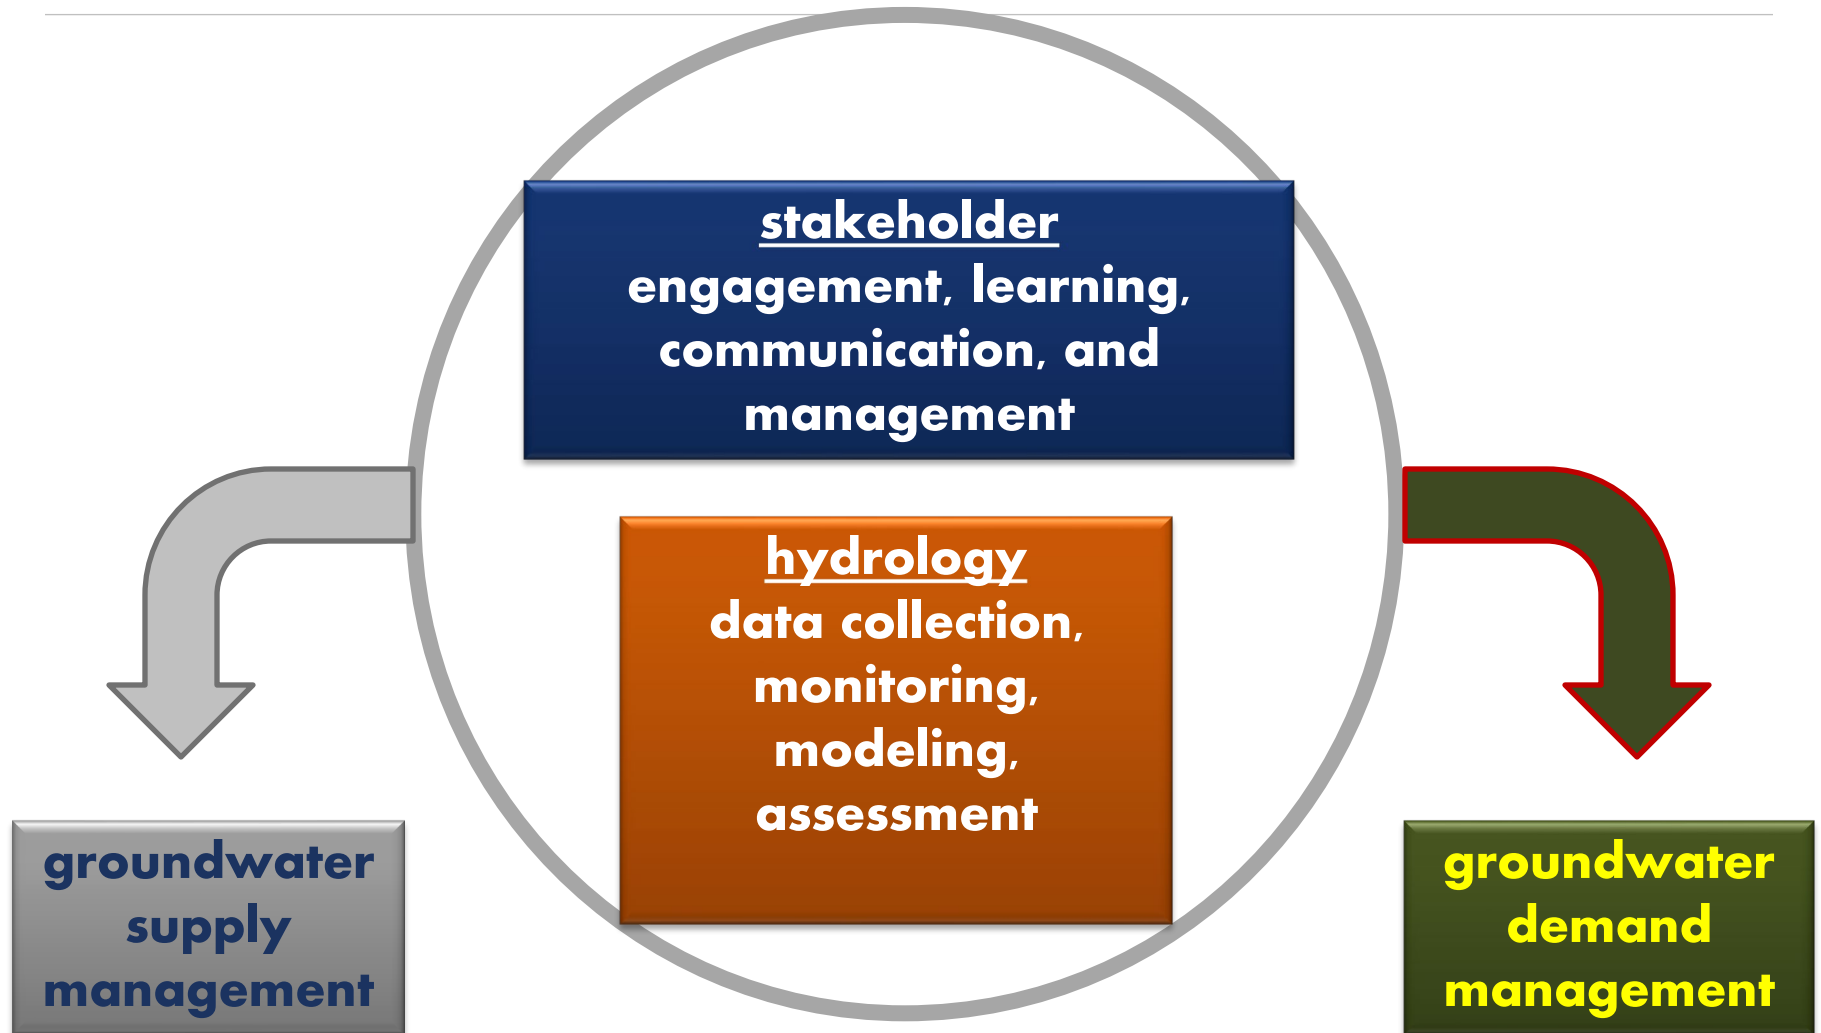 stakeholder
engagement, learning,
communication, and
management
hydrology
data collection,
monitoring,
modeling,
assessment
groundwater
supply
management
groundwater
demand
management